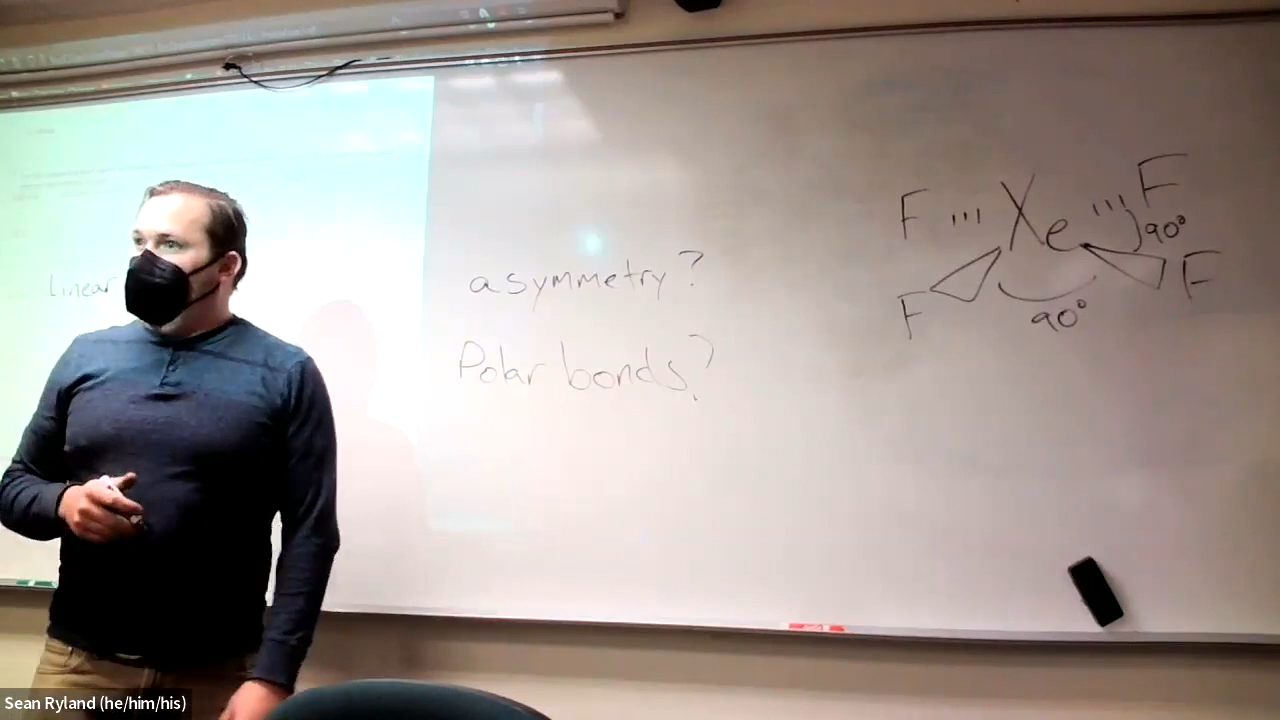 Linear
asymmetry?
Polar bonds?
F ''' Xe ''' F
90°
F
F
90°
Sean Ryland (he/him/his)